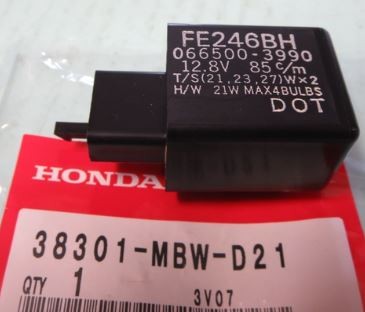 FE246BH
066500-3990
12.8V 85c/m
T/S(21,23,27)W×2
H/W 21W MAX4BULBS
DOT
HONDA
38301-MBW-D21
QTY 1
3V07